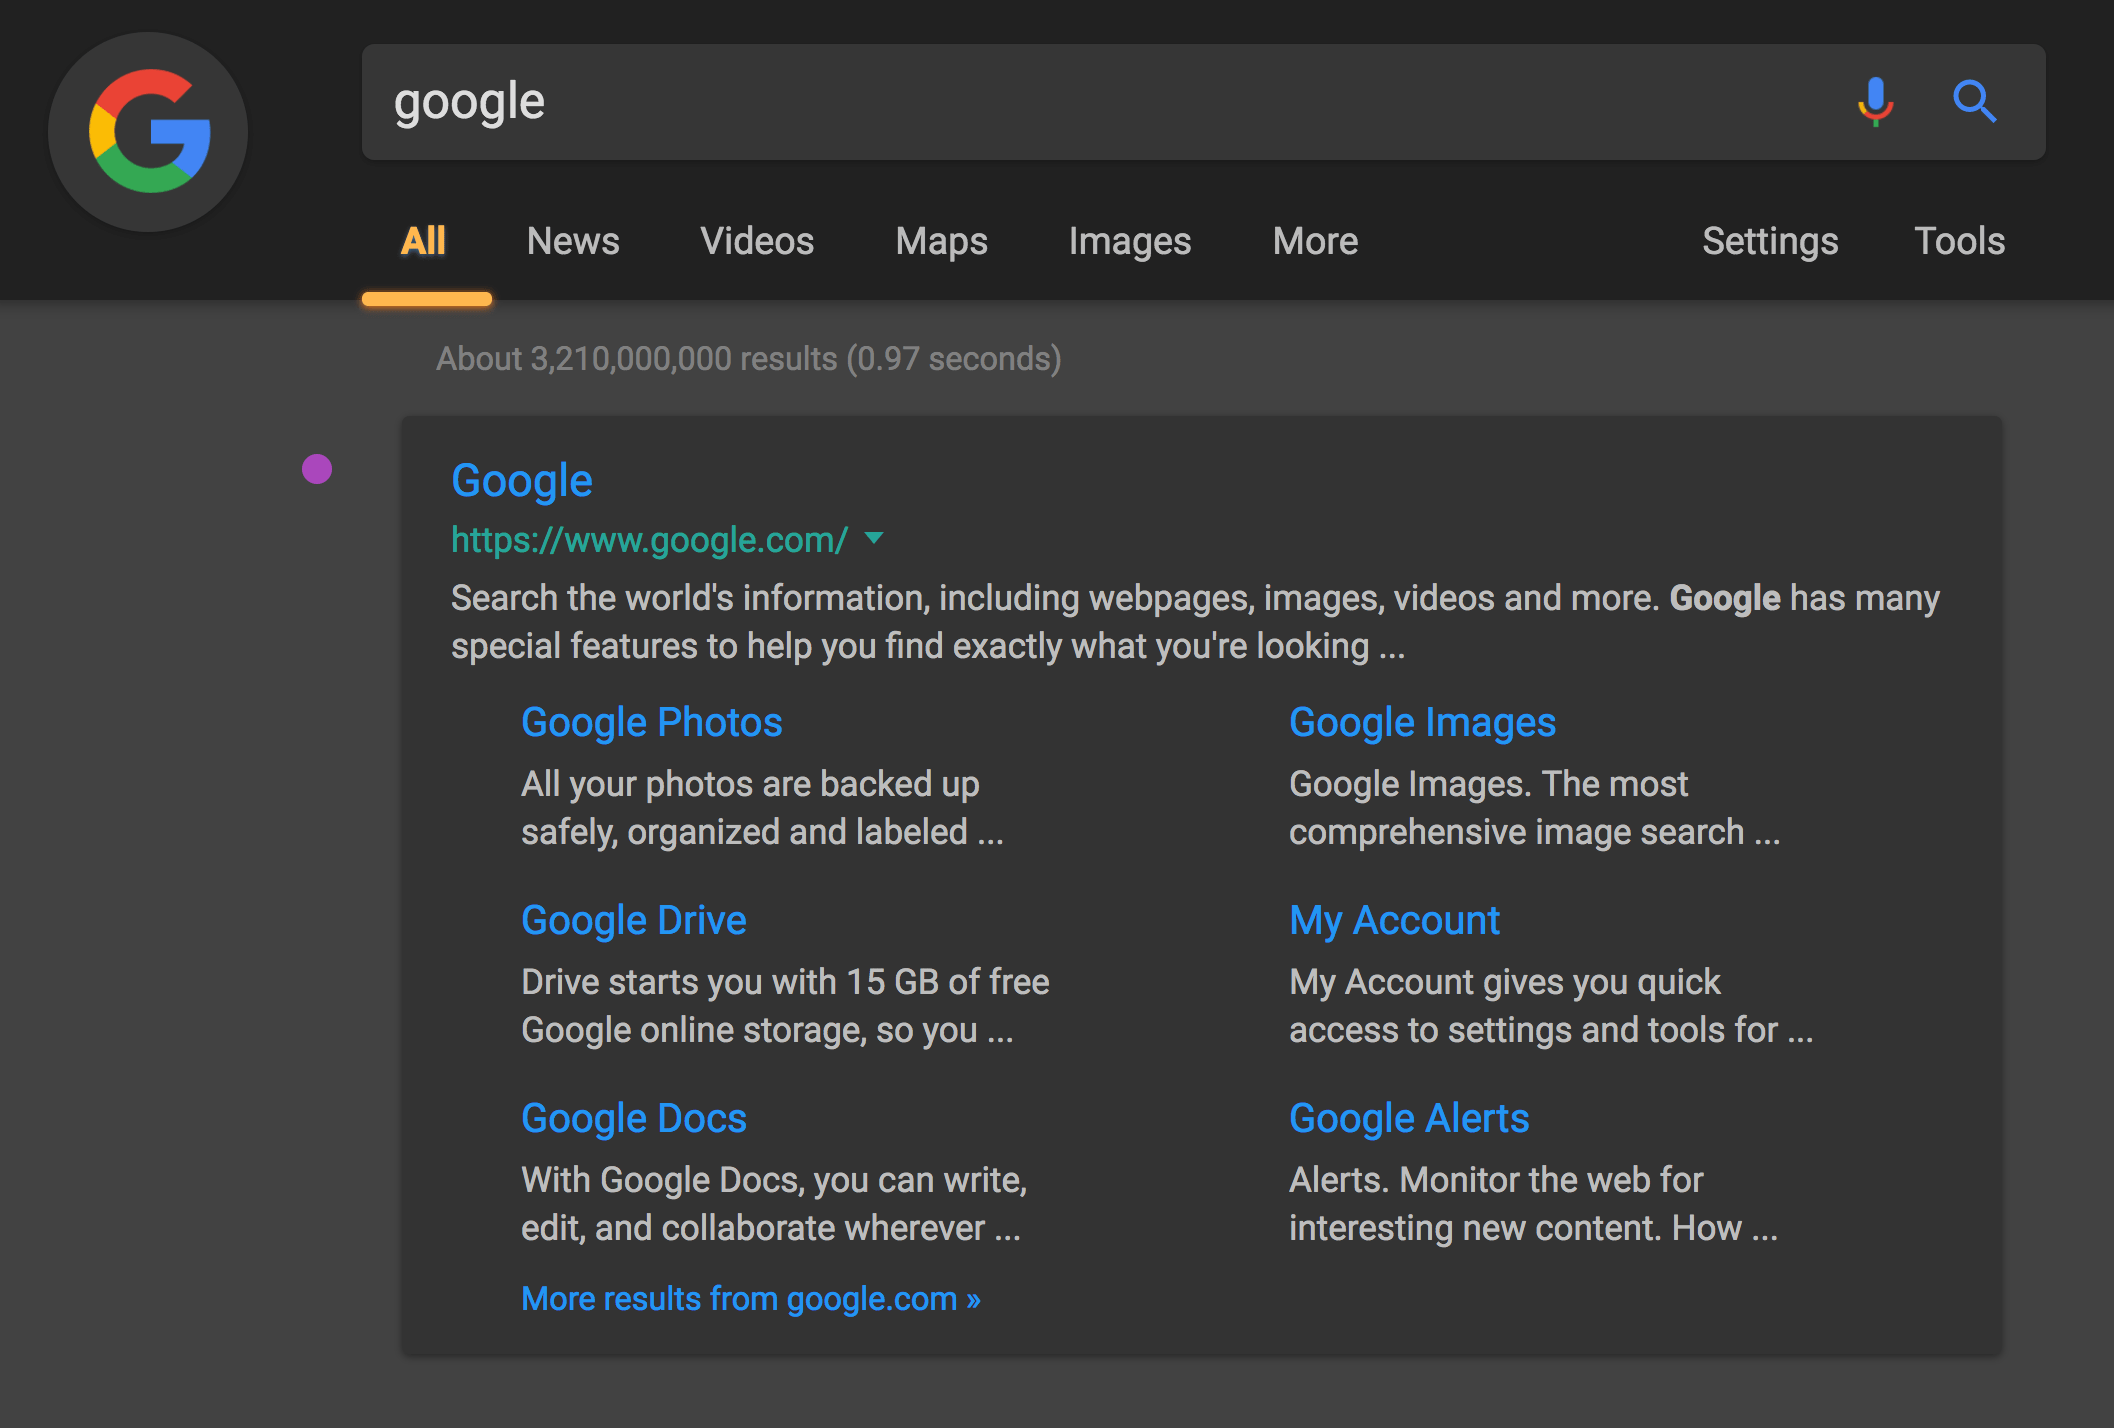 google
All News Videos Maps Images More Settings Tools
About 3,210,000,000 results (0.97 seconds)
Google
https://www.google.com/
Search the world's information, including webpages, images, videos and more. Google has many
special features to help you find exactly what you're looking ...
Google Photos
All your photos are backed up
safely, organized and labeled ...
Google Images
Google Images. The most
comprehensive image search ...
Google Drive
Drive starts you with 15 GB of free
Google online storage, so you ...
My Account
My Account gives you quick
access to settings and tools for ...
Google Docs
With Google Docs, you can write,
edit, and collaborate wherever ...
Google Alerts
Alerts. Monitor the web for
interesting new content. How ...
More results from google.com »